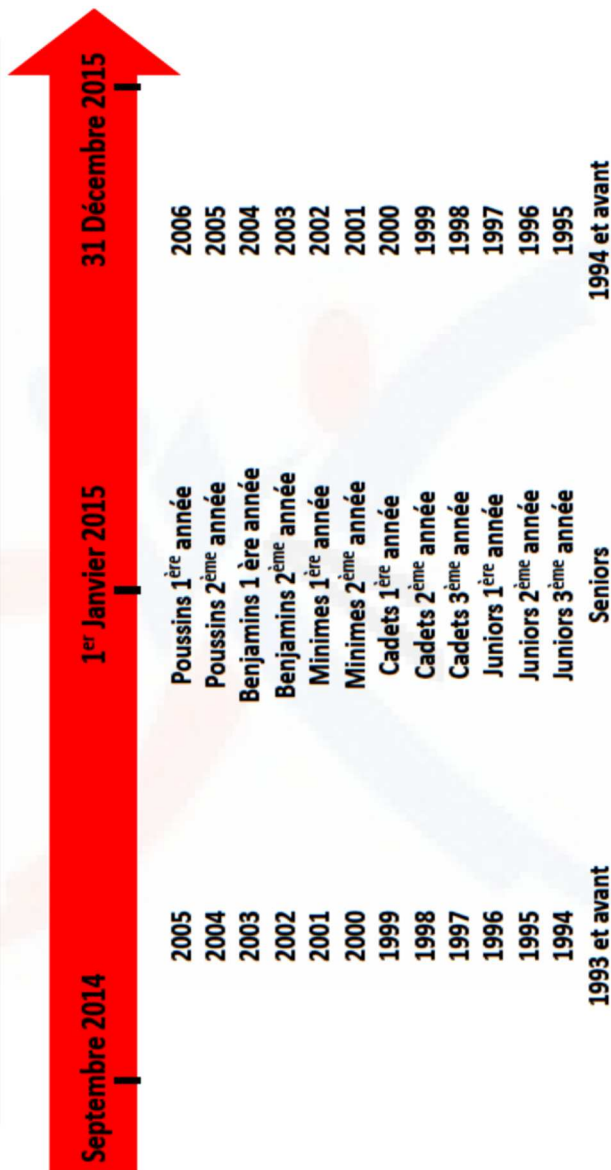 Septembre 2014 1er Janvier 2015 31 Décembre 2015
2005 Poussins 1ère année 2006
2004 Poussins 2ème année 2005
2003 Benjamins 1 ère année 2004
2002 Benjamins 2ème année 2003
2001 Minimes 1ère année 2002
2000 Minimes 2ème année 2001
1999 Cadets 1ère année 2000
1998 Cadets 2ème année 1999
1997 Cadets 3ème année 1998
1996 Juniors 1ère année 1997
1995 Juniors 2ème année 1996
1994 Juniors 3ème année 1995
1993 et avant Seniors 1994 et avant